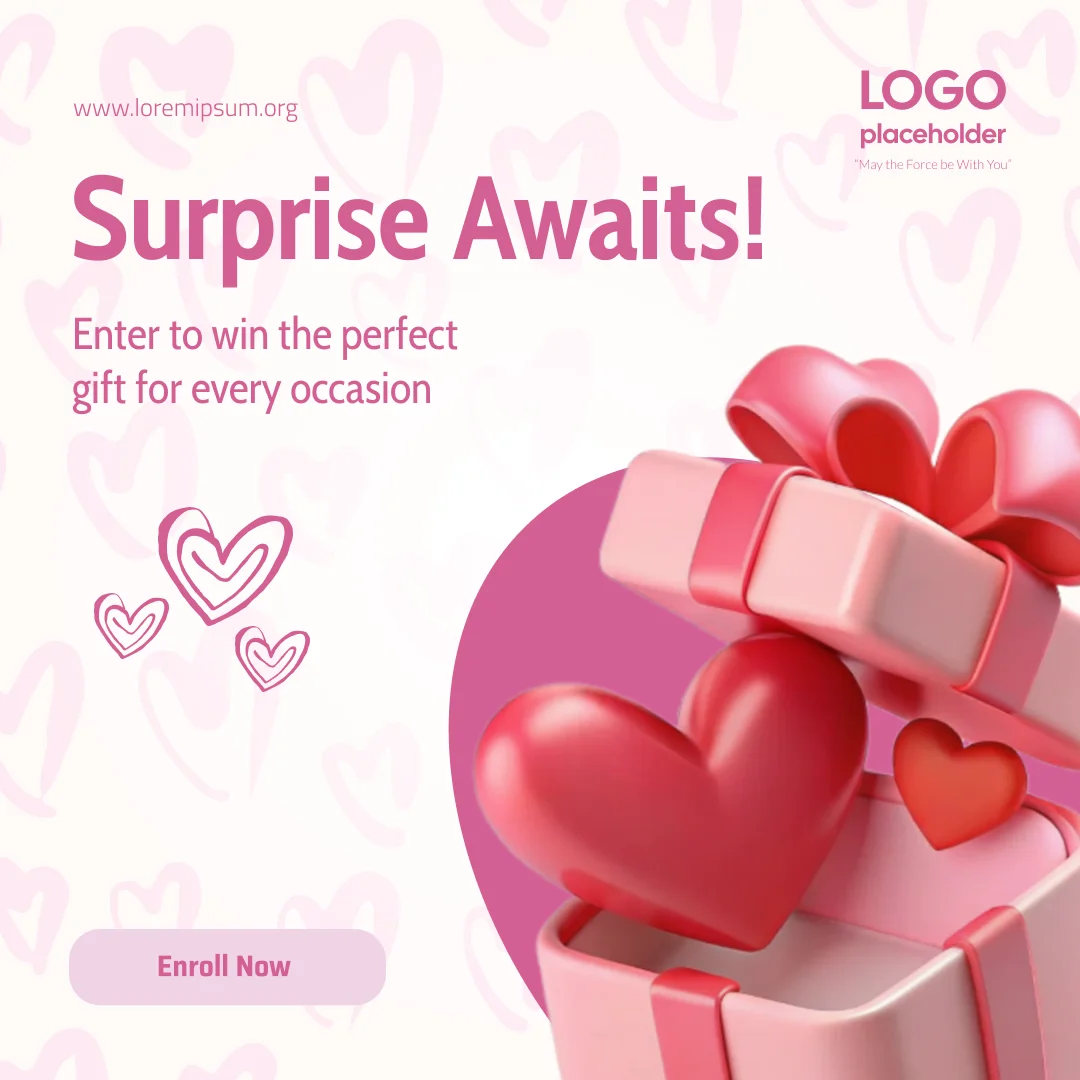 www.loremipsum.org
LOGO
placeholder
“May the Force be With You”
Surprise Awaits!
Enter to win the perfect
gift for every occasion
Enroll Now